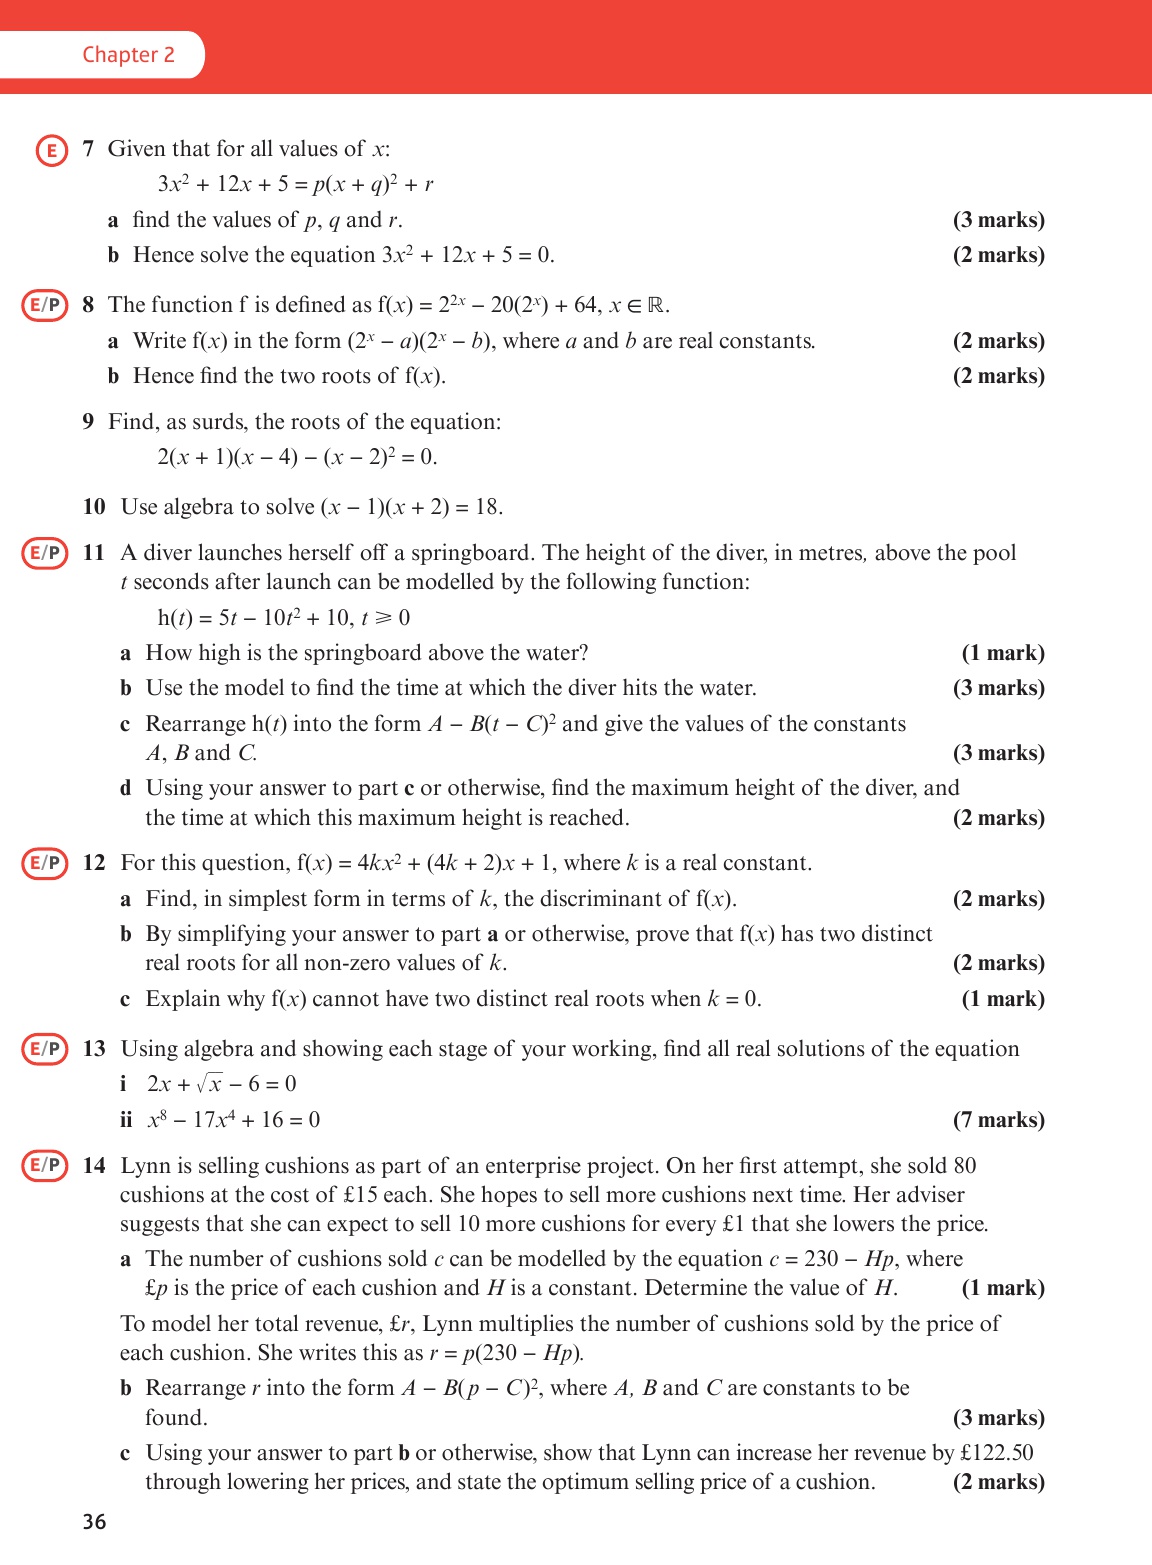 Chapter 2
E 7 Given that for all values of x:
3x² + 12x + 5 = p(x + q)² + r
a find the values of p, q and r. (3 marks)
b Hence solve the equation 3x² + 12x + 5 = 0. (2 marks)
E/P 8 The function f is defined as f(x) = 2²ˣ − 20(2ˣ) + 64, x ∈ ℝ.
a Write f(x) in the form (2ˣ − a)(2ˣ − b), where a and b are real constants. (2 marks)
b Hence find the two roots of f(x). (2 marks)
9 Find, as surds, the roots of the equation:
2(x + 1)(x − 4) − (x − 2)² = 0.
10 Use algebra to solve (x − 1)(x + 2) = 18.
E/P 11 A diver launches herself off a springboard. The height of the diver, in metres, above the pool
t seconds after launch can be modelled by the following function:
h(t) = 5t − 10t² + 10, t ⩾ 0
a How high is the springboard above the water? (1 mark)
b Use the model to find the time at which the diver hits the water. (3 marks)
c Rearrange h(t) into the form A − B(t − C)² and give the values of the constants
A, B and C. (3 marks)
d Using your answer to part c or otherwise, find the maximum height of the diver, and
the time at which this maximum height is reached. (2 marks)
E/P 12 For this question, f(x) = 4kx² + (4k + 2)x + 1, where k is a real constant.
a Find, in simplest form in terms of k, the discriminant of f(x). (2 marks)
b By simplifying your answer to part a or otherwise, prove that f(x) has two distinct
real roots for all non-zero values of k. (2 marks)
c Explain why f(x) cannot have two distinct real roots when k = 0. (1 mark)
E/P 13 Using algebra and showing each stage of your working, find all real solutions of the equation
i 2x + √x − 6 = 0
ii x⁸ − 17x⁴ + 16 = 0 (7 marks)
E/P 14 Lynn is selling cushions as part of an enterprise project. On her first attempt, she sold 80
cushions at the cost of £15 each. She hopes to sell more cushions next time. Her adviser
suggests that she can expect to sell 10 more cushions for every £1 that she lowers the price.
a The number of cushions sold c can be modelled by the equation c = 230 − Hp, where
£p is the price of each cushion and H is a constant. Determine the value of H. (1 mark)
To model her total revenue, £r, Lynn multiplies the number of cushions sold by the price of
each cushion. She writes this as r = p(230 − Hp).
b Rearrange r into the form A − B(p − C)², where A, B and C are constants to be
found. (3 marks)
c Using your answer to part b or otherwise, show that Lynn can increase her revenue by £122.50
through lowering her prices, and state the optimum selling price of a cushion. (2 marks)
36